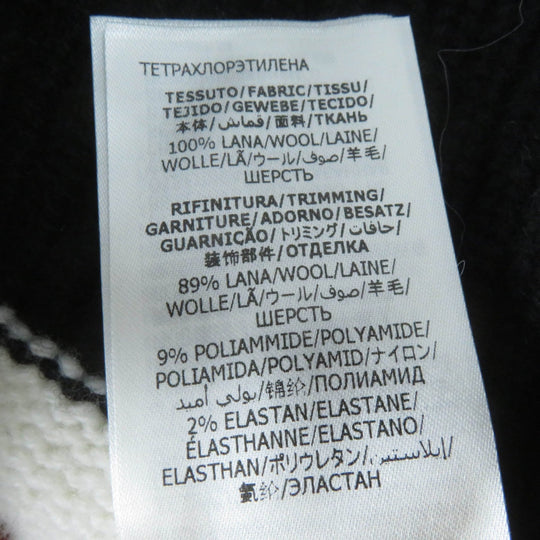 ТЕТРАХЛОРЭТИЛЕНА
TESSUTO/FABRIC/TISSU/
TEJIDO/GEWEBE/TECIDO/
本体/قماش/面料/ТКАНЬ
100% LANA/WOOL/LAINE/
WOLLE/LÃ/ウール/صوف/羊毛/
ШЕРСТЬ
RIFINITURA/TRIMMING/
GARNITURE/ADORNO/BESATZ/
GUARNIÇÃO/トリミング/حافات/
装饰部件/ОТДЕЛКА
89% LANA/WOOL/LAINE/
WOLLE/LÃ/ウール/صوف/羊毛/
ШЕРСТЬ
9% POLIAMMIDE/POLYAMIDE/
POLIAMIDA/POLYAMID/ナイロン/
بولي أميد/锦纶/ПОЛИАМИД
2% ELASTAN/ELASTANE/
ÉLASTHANNE/ELASTANO/
ELASTHAN/ポリウレタン/إيلاستين/
氨纶/ЭЛАСТАН